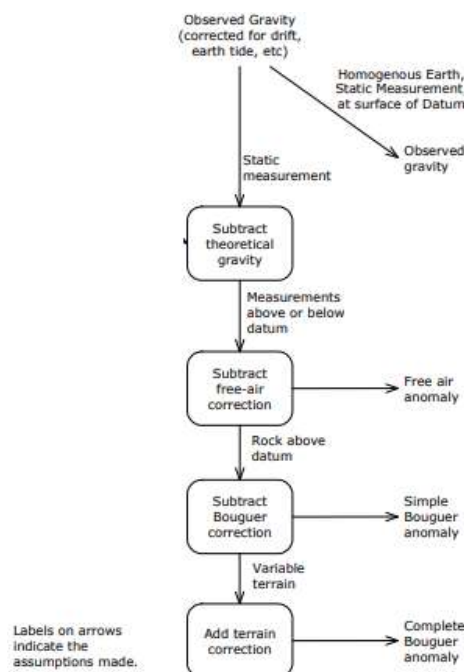 Observed Gravity
(corrected for drift,
earth tide, etc)
Homogenous Earth,
Static Measurement,
at surface of Datum
Observed
gravity
Static
measurement
Subtract
theoretical
gravity
Measurements
above or below
datum
Subtract
free-air
correction
Free air
anomaly
Rock above
datum
Subtract
Bouguer
correction
Simple
Bouguer
anomaly
Variable
terrain
Labels on arrows
indicate the
assumptions made.
Add terrain
correction
Complete
Bouguer
anomaly